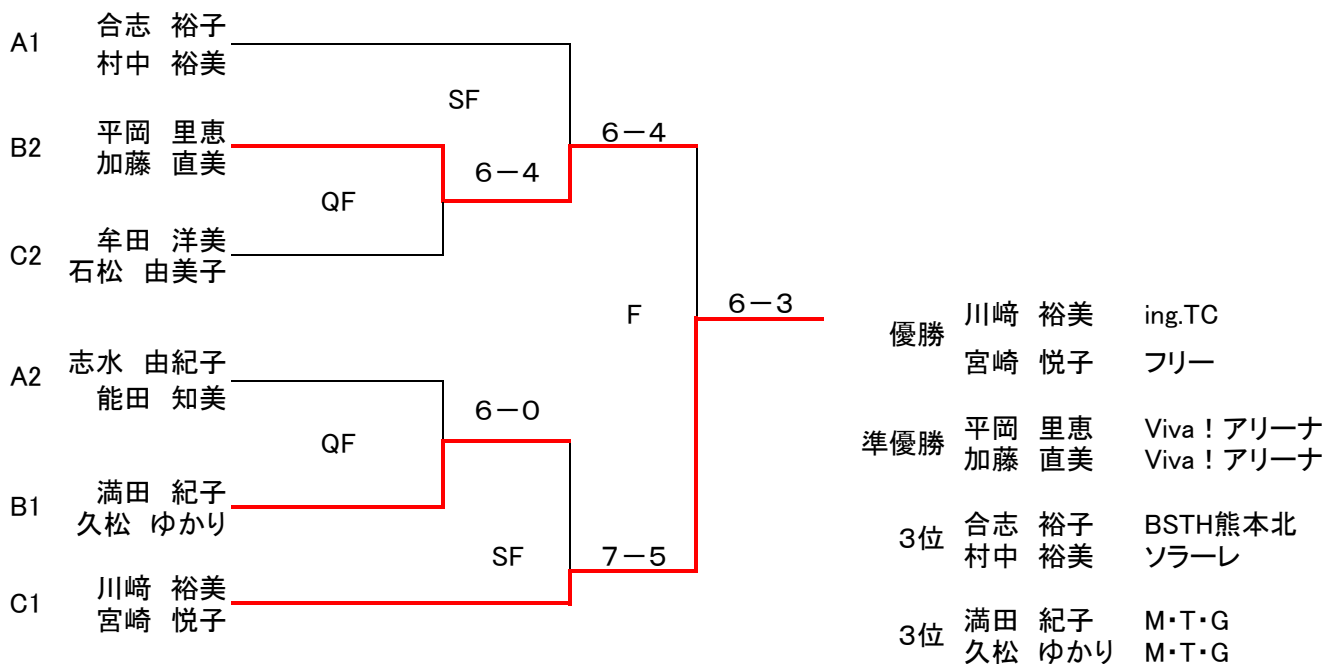 A1
合志 裕子
村中 裕美
SF
B2
平岡 里恵
加藤 直美
6－4
6－4
QF
C2
牟田 洋美
石松 由美子
F
6－3
A2
志水 由紀子
能田 知美
6－0
QF
B1
満田 紀子
久松 ゆかり
SF
7－5
C1
川﨑 裕美
宮崎 悦子
優勝
川﨑 裕美 ing.TC
宮崎 悦子 フリー
準優勝
平岡 里恵 Viva！アリーナ
加藤 直美 Viva！アリーナ
3位
合志 裕子 BSTH熊本北
村中 裕美 ソラーレ
3位
満田 紀子 M・T・G
久松 ゆかり M・T・G